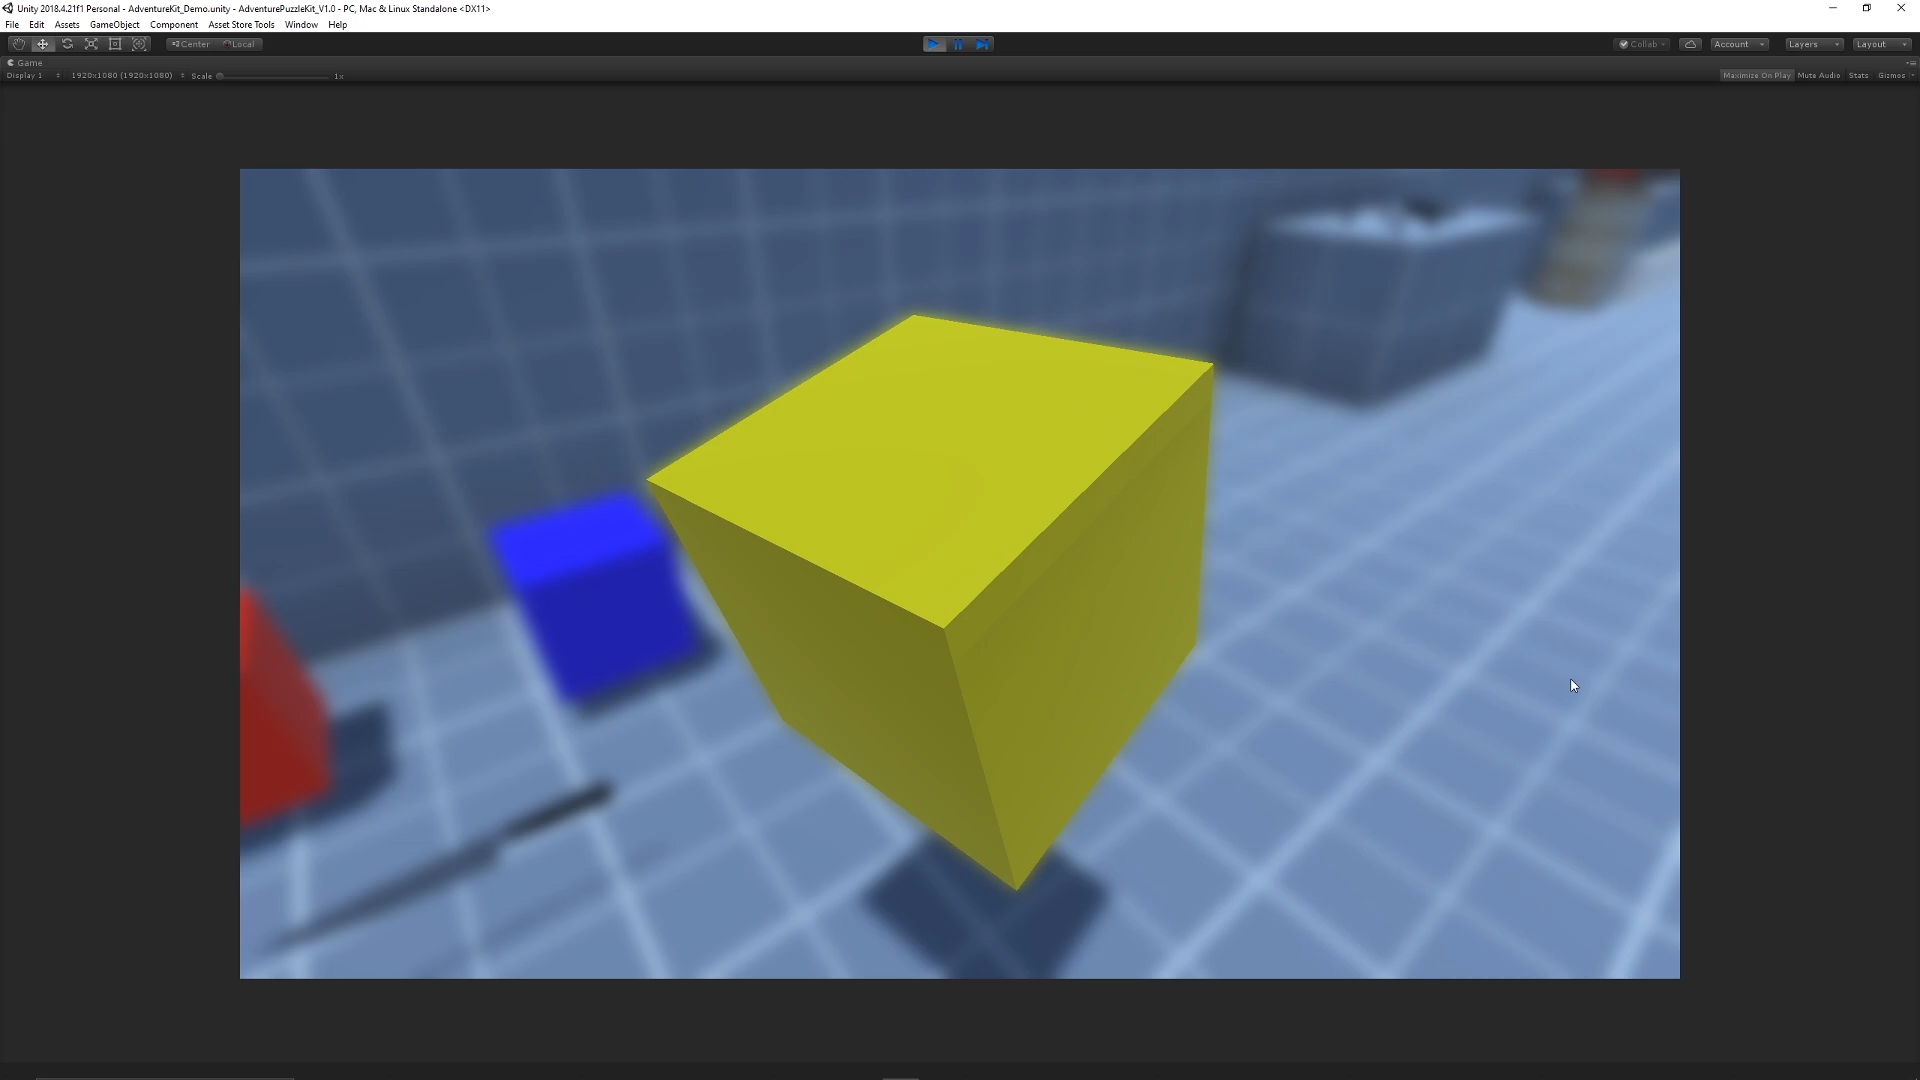 Unity 2018.4.21f1 Personal - AdventureKit_Demo.unity - AdventurePuzzleKit_V1.0 - PC, Mac & Linux Standalone <DX11>
File Edit Assets GameObject Component Asset Store Tools Window Help
Center Local Collab Account Layers Layout
Game
Display 1 1920x1080 (1920x1080) Scale 1x Maximize On Play Mute Audio Stats Gizmos